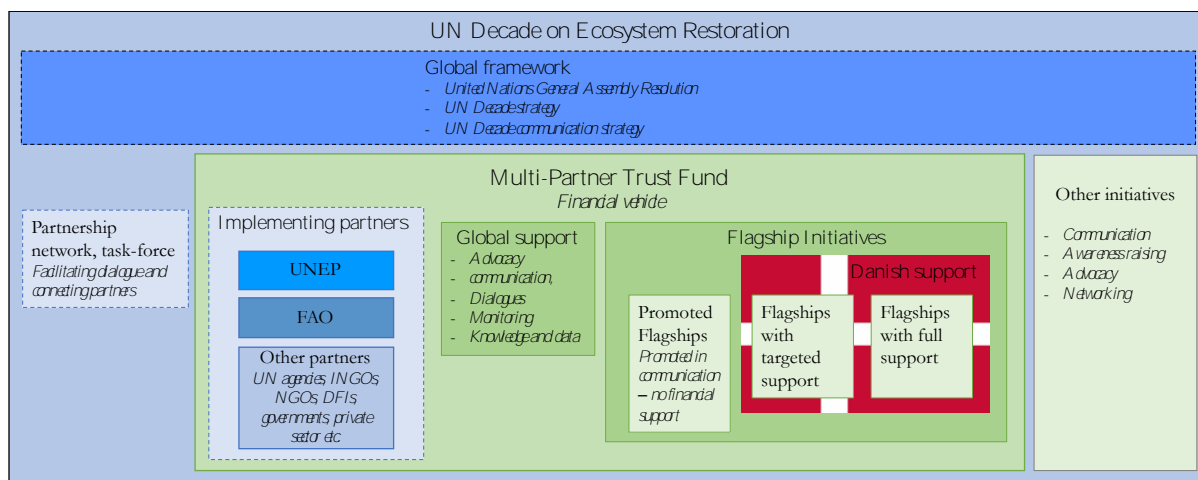 UN Decade on Ecosystem Restoration
Global framework
- United Nations General Assembly Resolution
- UN Decade strategy
- UN Decade communication strategy
Partnership
network, task-force
Facilitating dialogue and
connecting partners
Multi-Partner Trust Fund
Financial vehicle
Implementing partners
UNEP
FAO
Other partners
UN agencies, INGOs,
NGOs, DFIs,
governments, private
sector etc.
Global support
- Advocacy
- communication,
- Dialogues
- Monitoring
- Knowledge and data
Flagship Initiatives
Danish support
Promoted
Flagships
Promoted in
communication
– no financial
support
Flagships
with
targeted
support
Flagships
with full
support
Other initiatives
- Communication
- Awareness raising
- Advocacy
- Networking